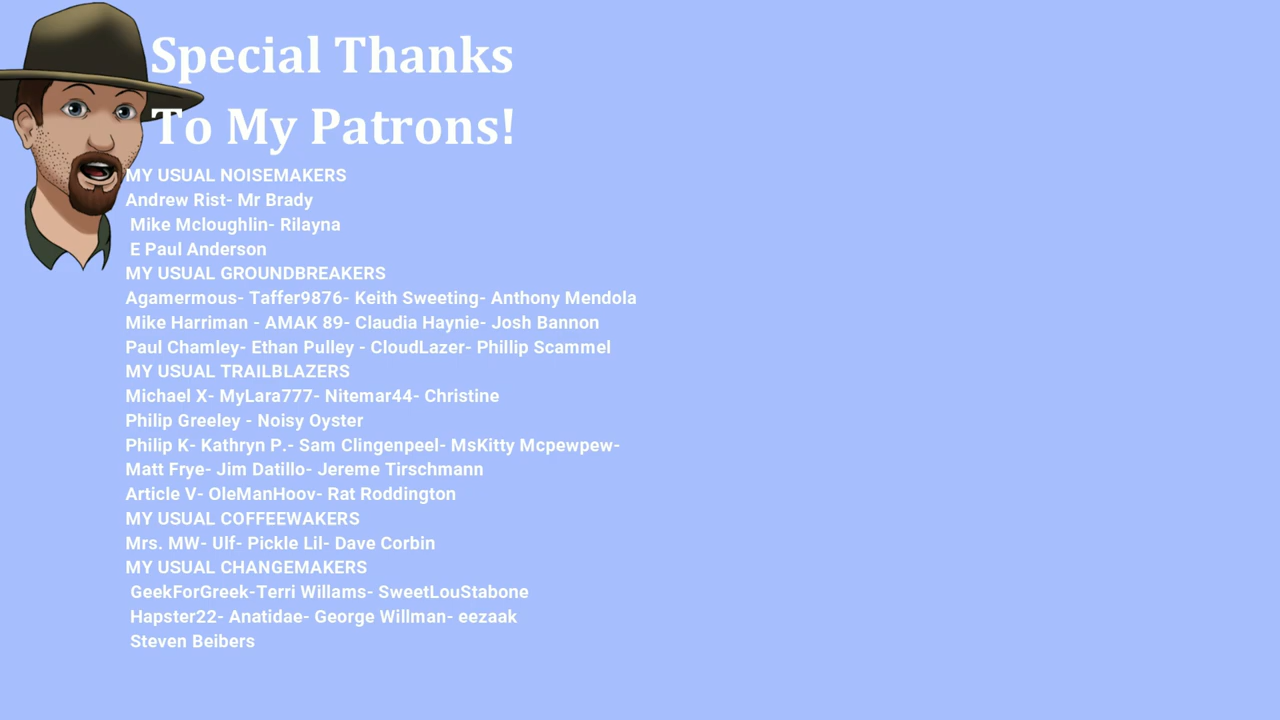 Special Thanks
To My Patrons!
MY USUAL NOISEMAKERS
Andrew Rist- Mr Brady
Mike Mcloughlin- Rilayna
E Paul Anderson
MY USUAL GROUNDBREAKERS
Agamermous- Taffer9876- Keith Sweeting- Anthony Mendola
Mike Harriman - AMAK 89- Claudia Haynie- Josh Bannon
Paul Chamley- Ethan Pulley - CloudLazer- Phillip Scammel
MY USUAL TRAILBLAZERS
Michael X- MyLara777- Nitemar44- Christine
Philip Greeley - Noisy Oyster
Philip K- Kathryn P.- Sam Clingenpeel- MsKitty Mcpewpew-
Matt Frye- Jim Datillo- Jereme Tirschmann
Article V- OleManHoov- Rat Roddington
MY USUAL COFFEEWAKERS
Mrs. MW- Ulf- Pickle Lil- Dave Corbin
MY USUAL CHANGEMAKERS
GeekForGreek-Terri Willams- SweetLouStabone
Hapster22- Anatidae- George Willman- eezaak
Steven Beibers